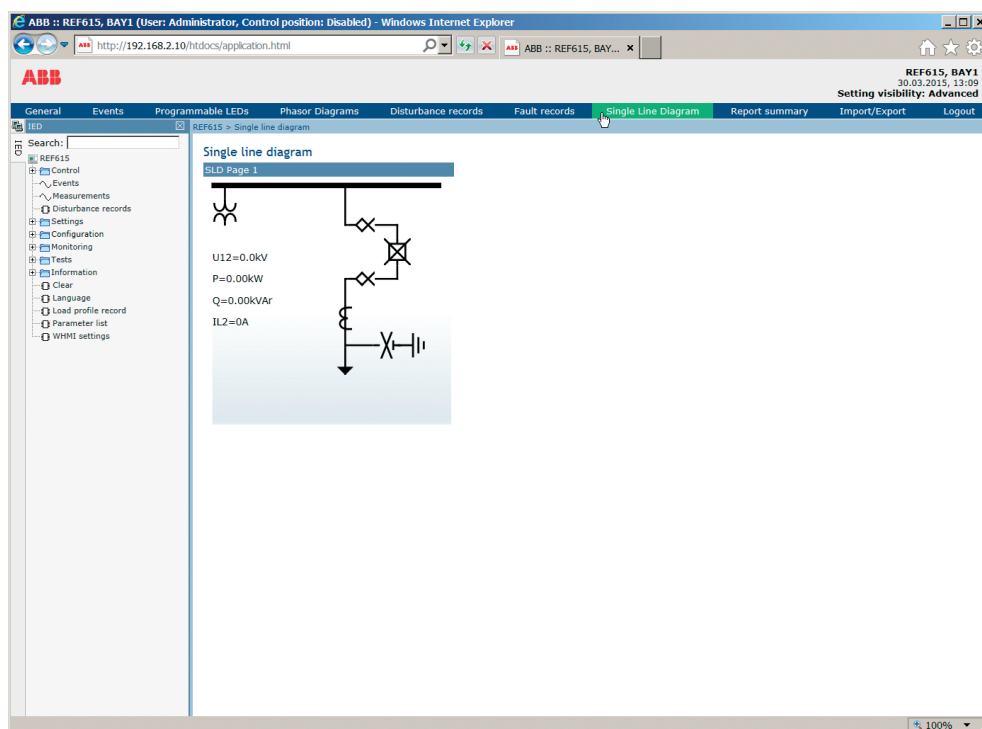 ABB :: REF615, BAY1 (User: Administrator, Control position: Disabled) - Windows Internet Explorer
ABB http://192.168.2.10/htdocs/application.html
ABB ABB :: REF615, BAY...
ABB
REF615, BAY1
30.03.2015, 13:09
Setting visibility: Advanced
General Events Programmable LEDs Phasor Diagrams Disturbance records Fault records Single Line Diagram Report summary Import/Export Logout
IED
IED
REF615 > Single line diagram
Search:
REF615
Control
Events
Measurements
Disturbance records
Settings
Configuration
Monitoring
Tests
Information
Clear
Language
Load profile record
Parameter list
WHMI settings
Single line diagram
SLD Page 1
U12=0.0kV
P=0.00kW
Q=0.00kVAr
IL2=0A
100%